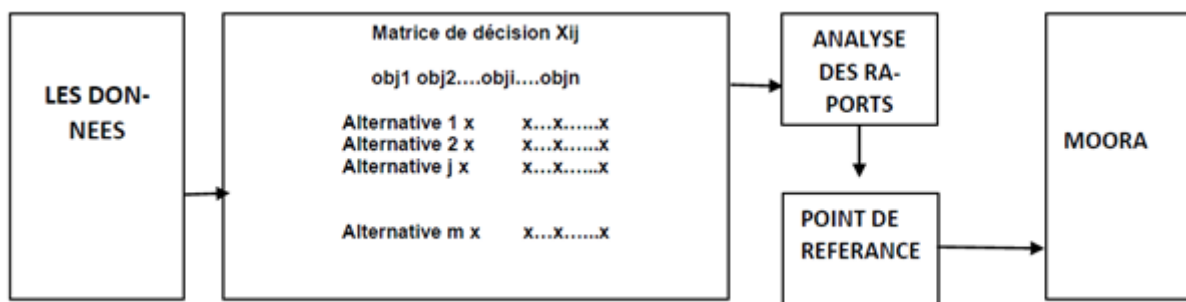 LES DON-
NEES
Matrice de décision Xij
obj1 obj2....obji....objn
Alternative 1 x x...x......x
Alternative 2 x x...x......x
Alternative j x x...x......x
Alternative m x x...x......x
ANALYSE
DES RA-
PORTS
POINT DE
REFERANCE
MOORA